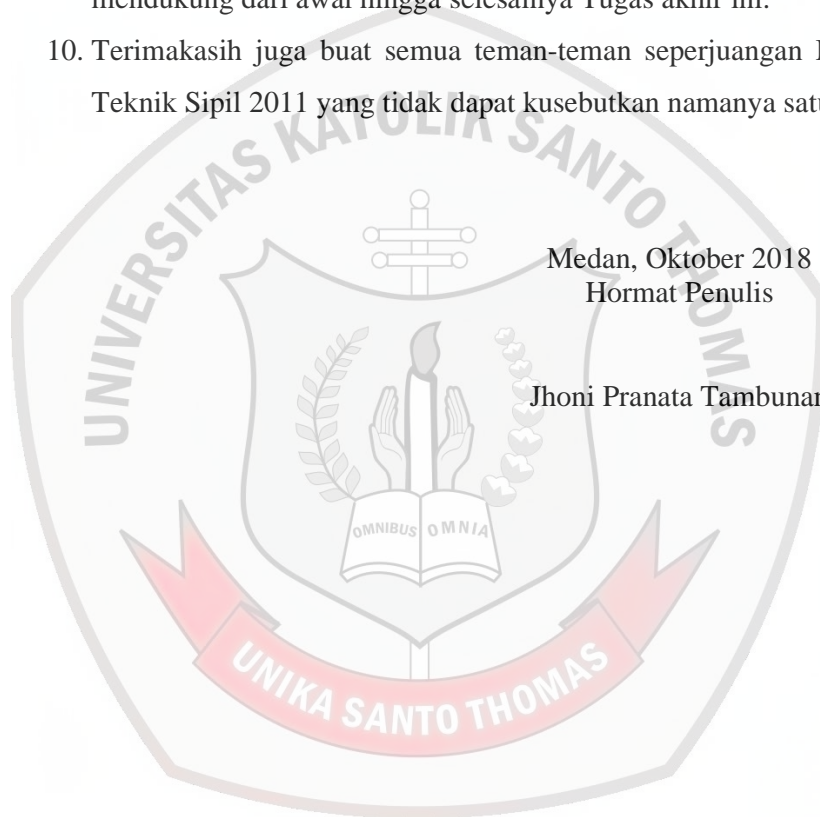 mendukung dari awal hingga selesainya Tugas akhir ini.
10. Terimakasih juga buat semua teman-teman seperjuangan
Teknik Sipil 2011 yang tidak dapat kusebutkan namanya
UNIVERSITAS KATOLIK SANTO THOMAS
Medan, Oktober 2018
Hormat Penulis
Jhoni Pranata Tambunan
OMNIBUS OMNIA
UNIKA SANTO THOMAS